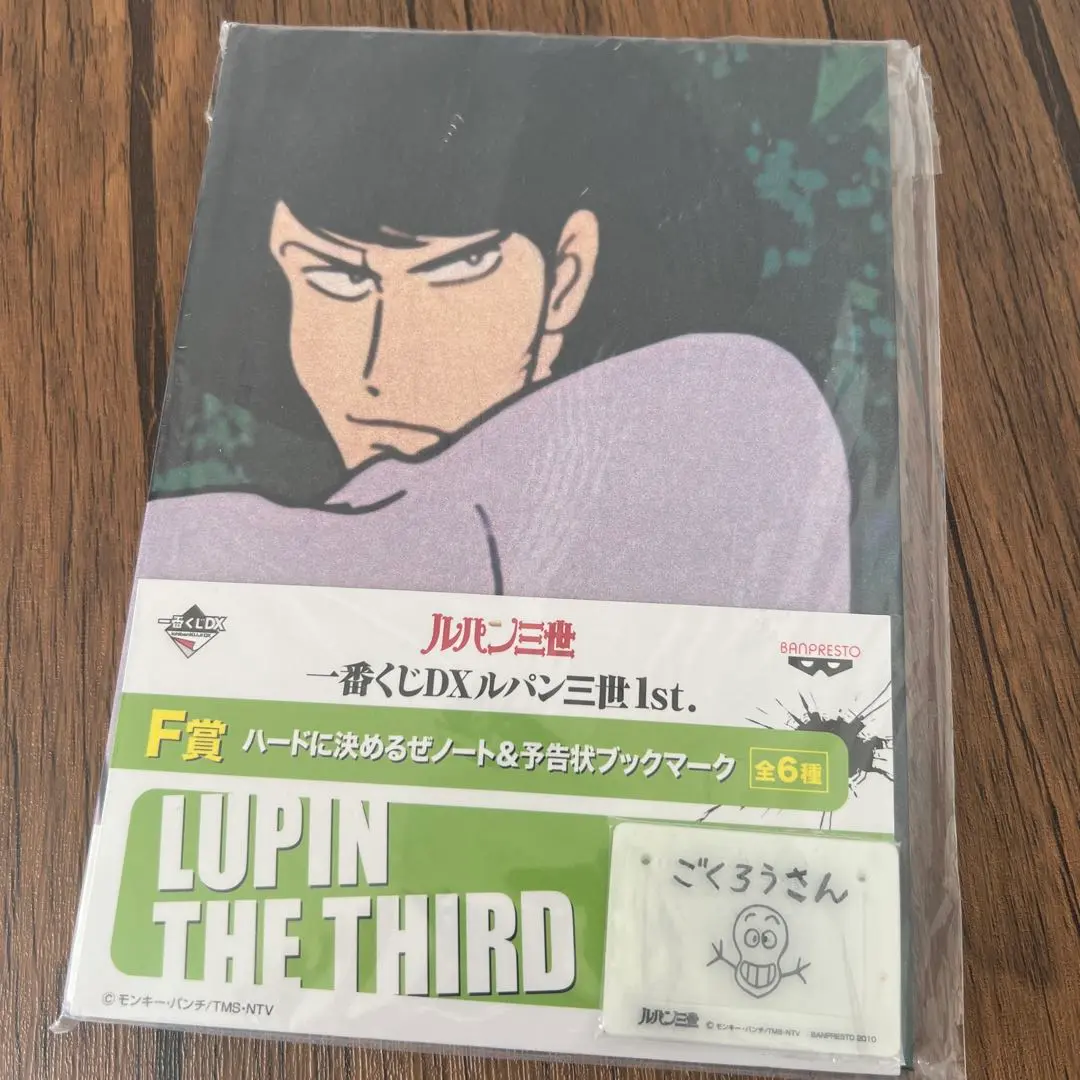 一番くじDX
Ichiban KUJI DX
ルパン三世
BANPRESTO
一番くじDXルパン三世1st.
F賞 ハードに決めるぜノート&予告状ブックマーク 全6種
LUPIN
THE THIRD
© モンキー・パンチ/TMS・NTV
ごくろうさん
ルパン三世 © モンキー・パンチ/TMS・NTV BANPRESTO 2010